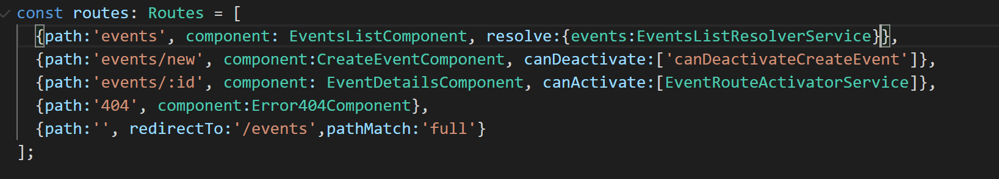 const routes: Routes = [
{path:'events', component: EventsListComponent, resolve:{events:EventsListResolverService}},
{path:'events/new', component:CreateEventComponent, canDeactivate:['canDeactivateCreateEvent']},
{path:'events/:id', component: EventDetailsComponent, canActivate:[EventRouteActivatorService]},
{path:'404', component:Error404Component},
{path:'', redirectTo:'/events',pathMatch:'full'}
];